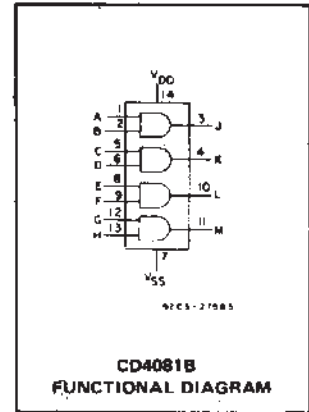 VDD
14
A 1 3 J
B 2
C 5 4 K
D 6
E 8 10 L
F 9
G 12 11 M
H 13
7
VSS
92CS-27585
CD4081B
FUNCTIONAL DIAGRAM